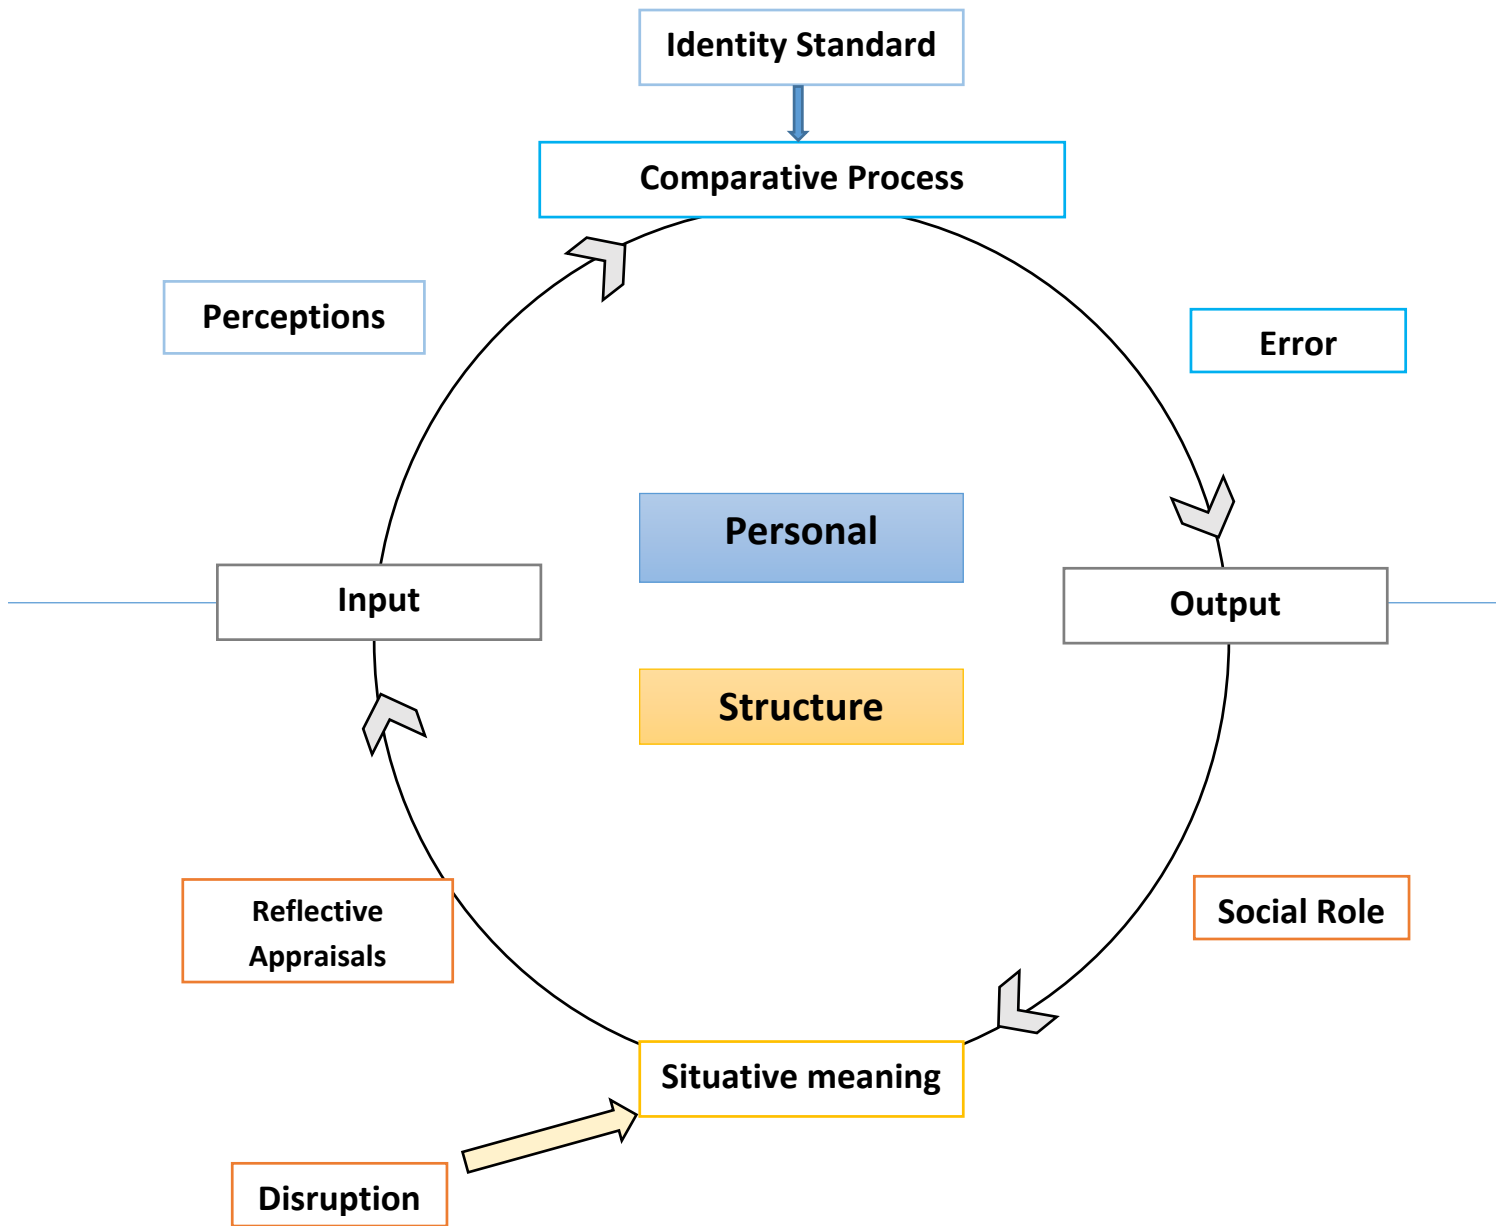 Identity Standard
Comparative Process
Perceptions
Error
Personal
Input
Output
Structure
Reflective
Appraisals
Social Role
Situative meaning
Disruption